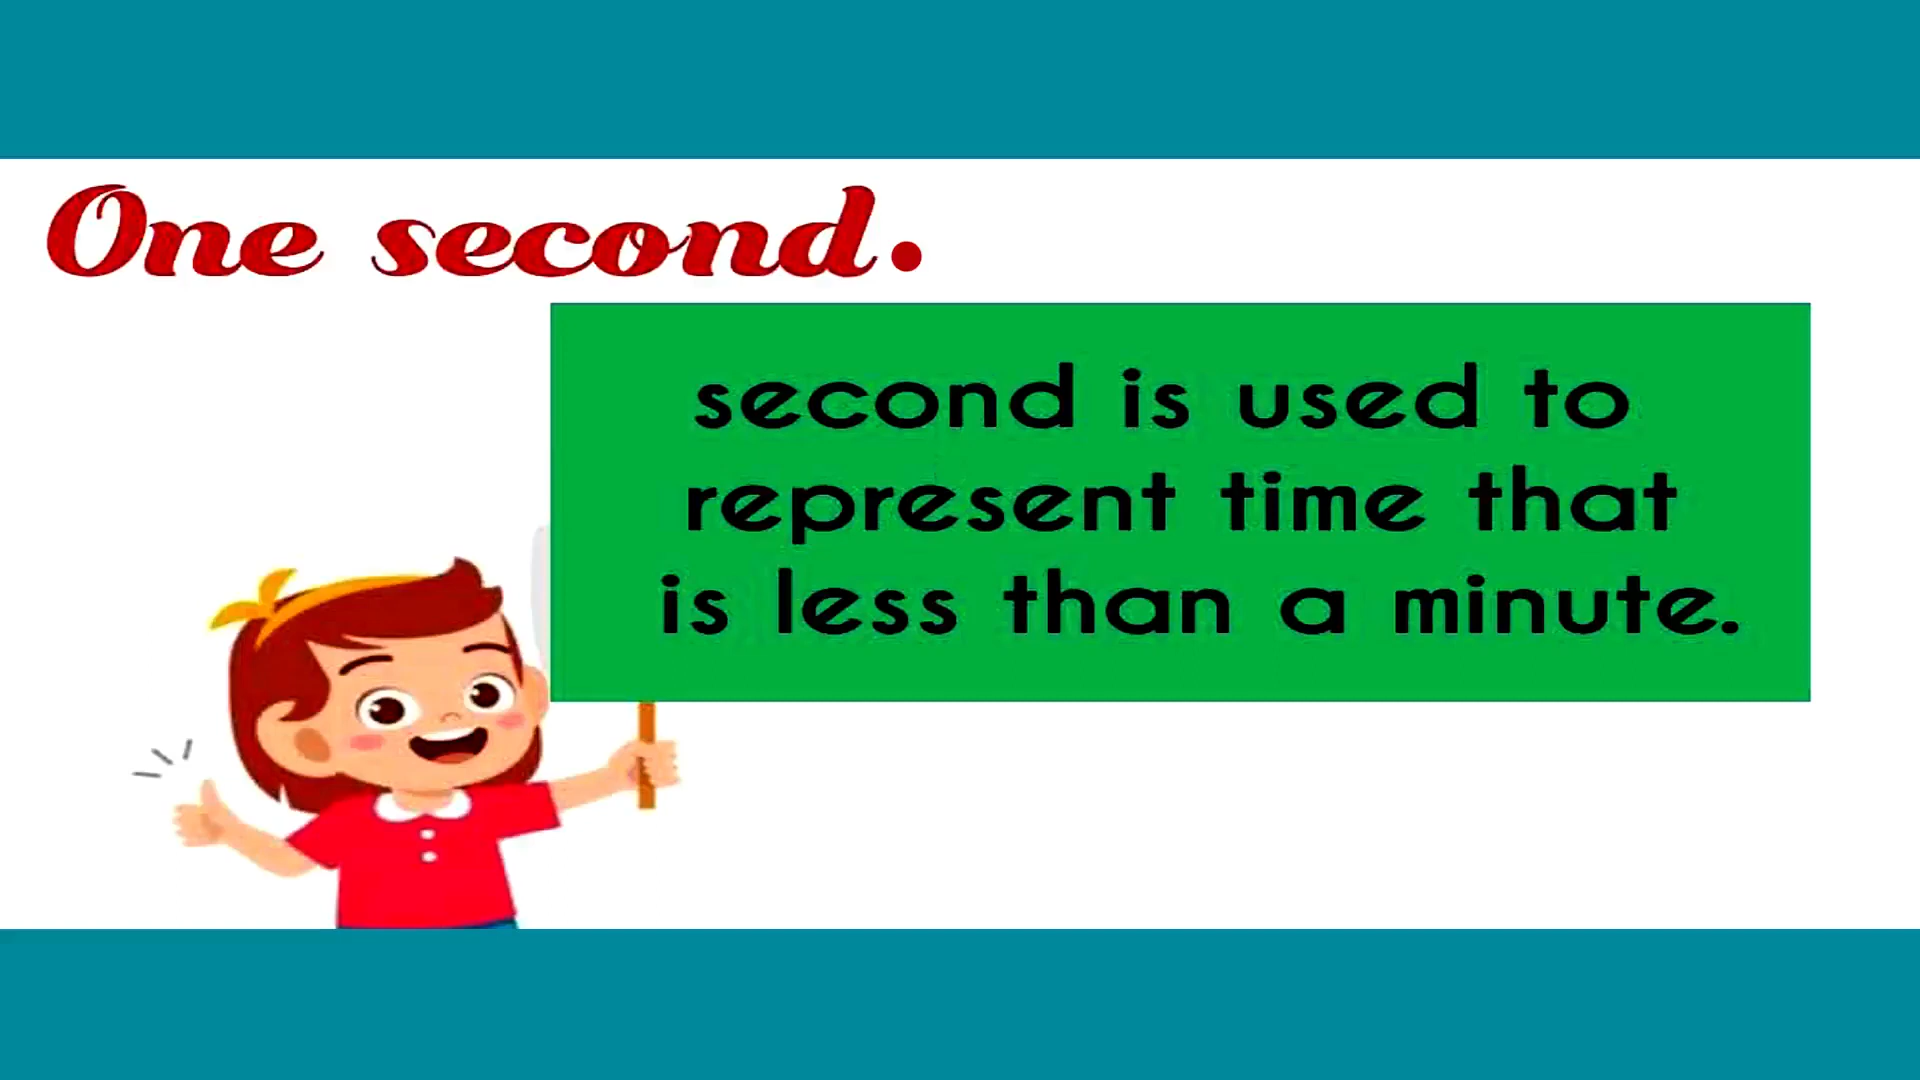 One second.
second is used to
represent time that
is less than a minute.